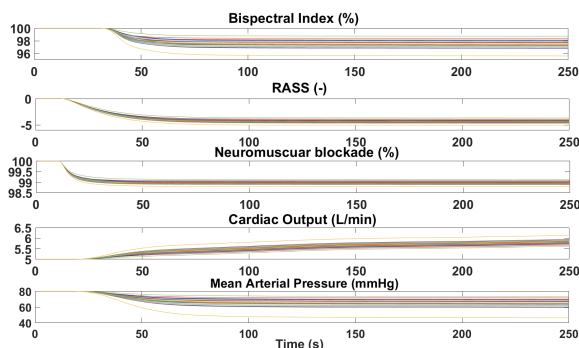 Bispectral Index (%)
100
98
96
0 50 100 150 200 250
RASS (-)
0
-5
0 50 100 150 200 250
Neuromuscuar blockade (%)
100
99.5
99
98.5
0 50 100 150 200 250
Cardiac Output (L/min)
6.5
6
5.5
5
0 50 100 150 200 250
Mean Arterial Pressure (mmHg)
80
60
40
0 50 100 150 200 250
Time (s)